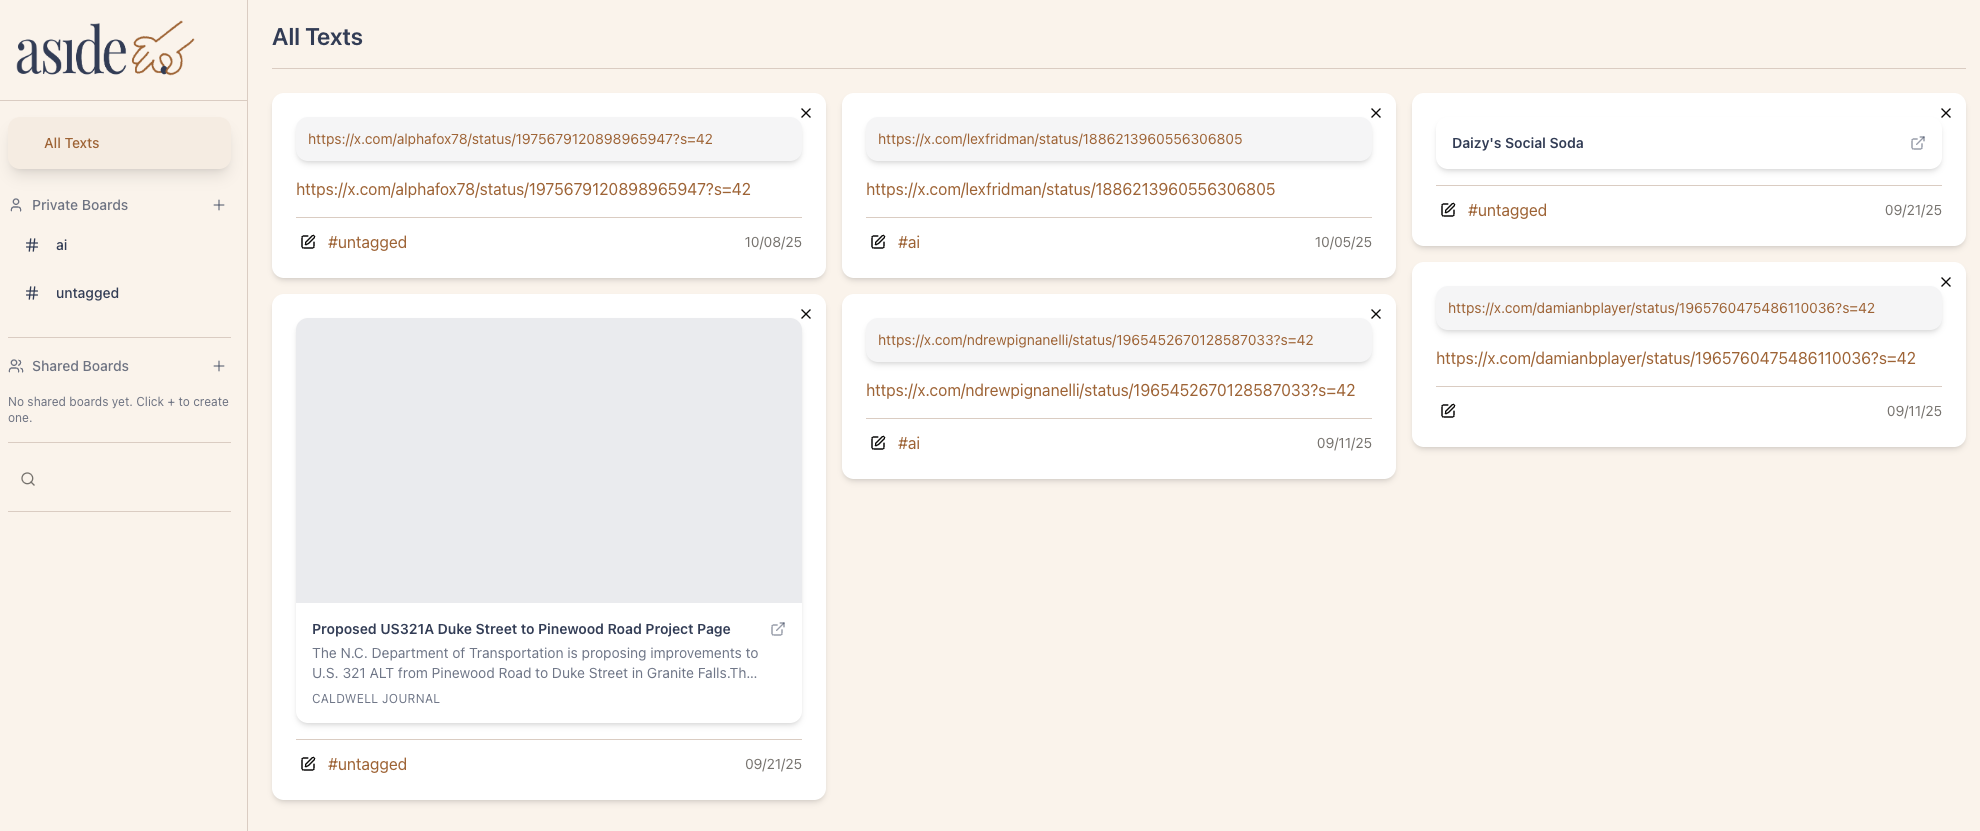 aside
All Texts
Private Boards
ai
untagged
Shared Boards
No shared boards yet. Click + to create
one.
All Texts
https://x.com/alphafox78/status/1975679120898965947?s=42
https://x.com/alphafox78/status/1975679120898965947?s=42
#untagged
10/08/25
https://x.com/lexfridman/status/1886213960556306805
https://x.com/lexfridman/status/1886213960556306805
#ai
10/05/25
Daizy's Social Soda
#untagged
09/21/25
Proposed US321A Duke Street to Pinewood Road Project Page
The N.C. Department of Transportation is proposing improvements to
U.S. 321 ALT from Pinewood Road to Duke Street in Granite Falls.Th...
CALDWELL JOURNAL
#untagged
09/21/25
https://x.com/ndrewpignanelli/status/1965452670128587033?s=42
https://x.com/ndrewpignanelli/status/1965452670128587033?s=42
#ai
09/11/25
https://x.com/damianbplayer/status/1965760475486110036?s=42
https://x.com/damianbplayer/status/1965760475486110036?s=42
09/11/25